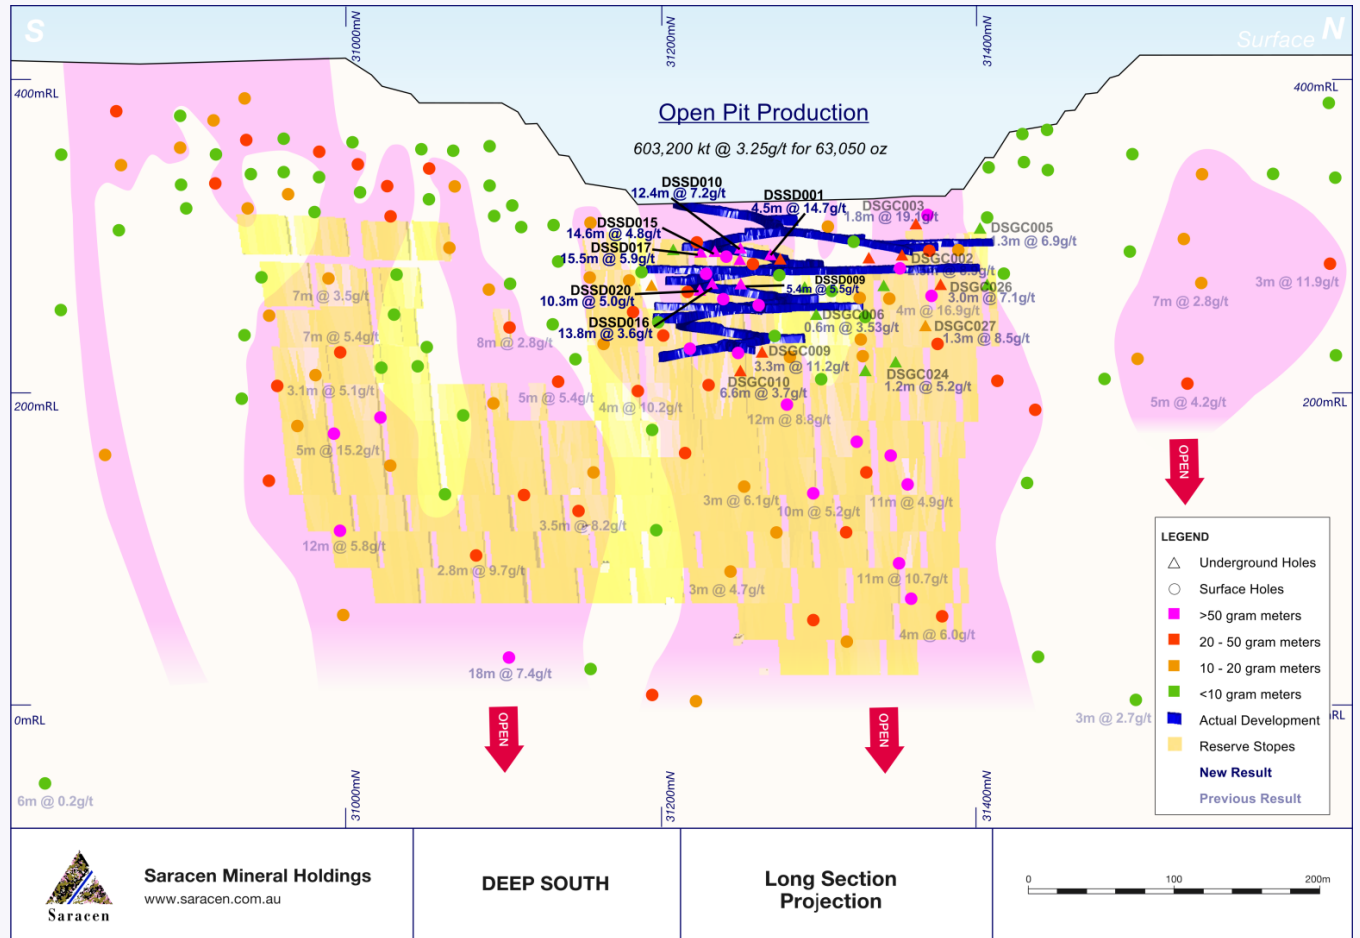 S
31000mN
31200mN
31400mN
Surface N
400mRL
400mRL
Open Pit Production
603,200 kt @ 3.25g/t for 63,050 oz
DSSD010
12.4m @ 7.2g/t
DSSD001
4.5m @ 14.7g/t
DSGC003
1.8m @ 19.1g/t
DSSD015
14.6m @ 4.8g/t
DSGC005
1.3m @ 6.9g/t
DSSD017
15.5m @ 5.9g/t
DSGC002
DSSD009
5.4m @ 5.5g/t
DSSD020
10.3m @ 5.0g/t
DSGC026
3.0m @ 7.1g/t
4m @ 16.9g/t
3m @ 11.9g/t
7m @ 2.8g/t
7m @ 3.5g/t
DSSD016
13.8m @ 3.6g/t
DSGC006
0.6m @ 3.53g/t
DSGC027
1.3m @ 8.5g/t
7m @ 5.4g/t
8m @ 2.8g/t
DSGC009
3.3m @ 11.2g/t
DSGC010
6.6m @ 3.7g/t
DSGC024
1.2m @ 5.2g/t
3.1m @ 5.1g/t
5m @ 5.4g/t
4m @ 10.2g/t
5m @ 4.2g/t
200mRL
200mRL
12m @ 8.8g/t
5m @ 15.2g/t
OPEN
3m @ 6.1g/t
11m @ 4.9g/t
10m @ 5.2g/t
3.5m @ 8.2g/t
12m @ 5.8g/t
2.8m @ 9.7g/t
11m @ 10.7g/t
3m @ 4.7g/t
4m @ 6.0g/t
18m @ 7.4g/t
0mRL
3m @ 2.7g/t
RL
OPEN
OPEN
6m @ 0.2g/t
LEGEND
Underground Holes
Surface Holes
>50 gram meters
20 - 50 gram meters
10 - 20 gram meters
<10 gram meters
Actual Development
Reserve Stopes
New Result
Previous Result
31000mN
31200mN
31400mN
Saracen
Saracen Mineral Holdings
www.saracen.com.au
DEEP SOUTH
Long Section
Projection
0 100 200m